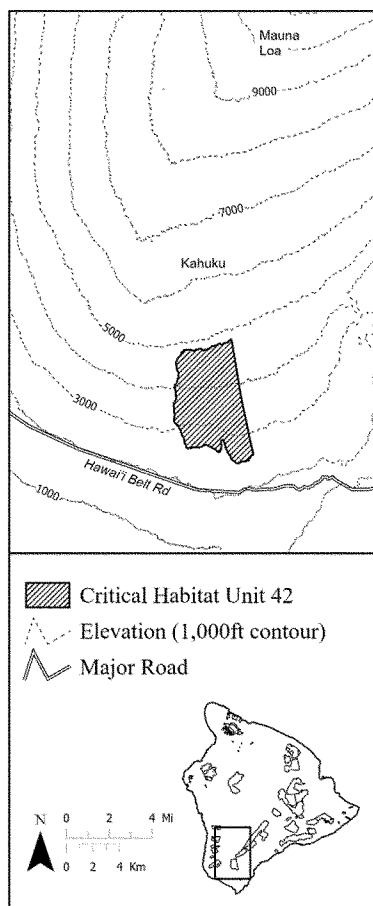 Mauna
Loa
9000
7000
Kahuku
5000
3000
Hawai'i Belt Rd
1000
Critical Habitat Unit 42
Elevation (1,000ft contour)
Major Road
N
0 2 4 Mi
0 2 4 Km